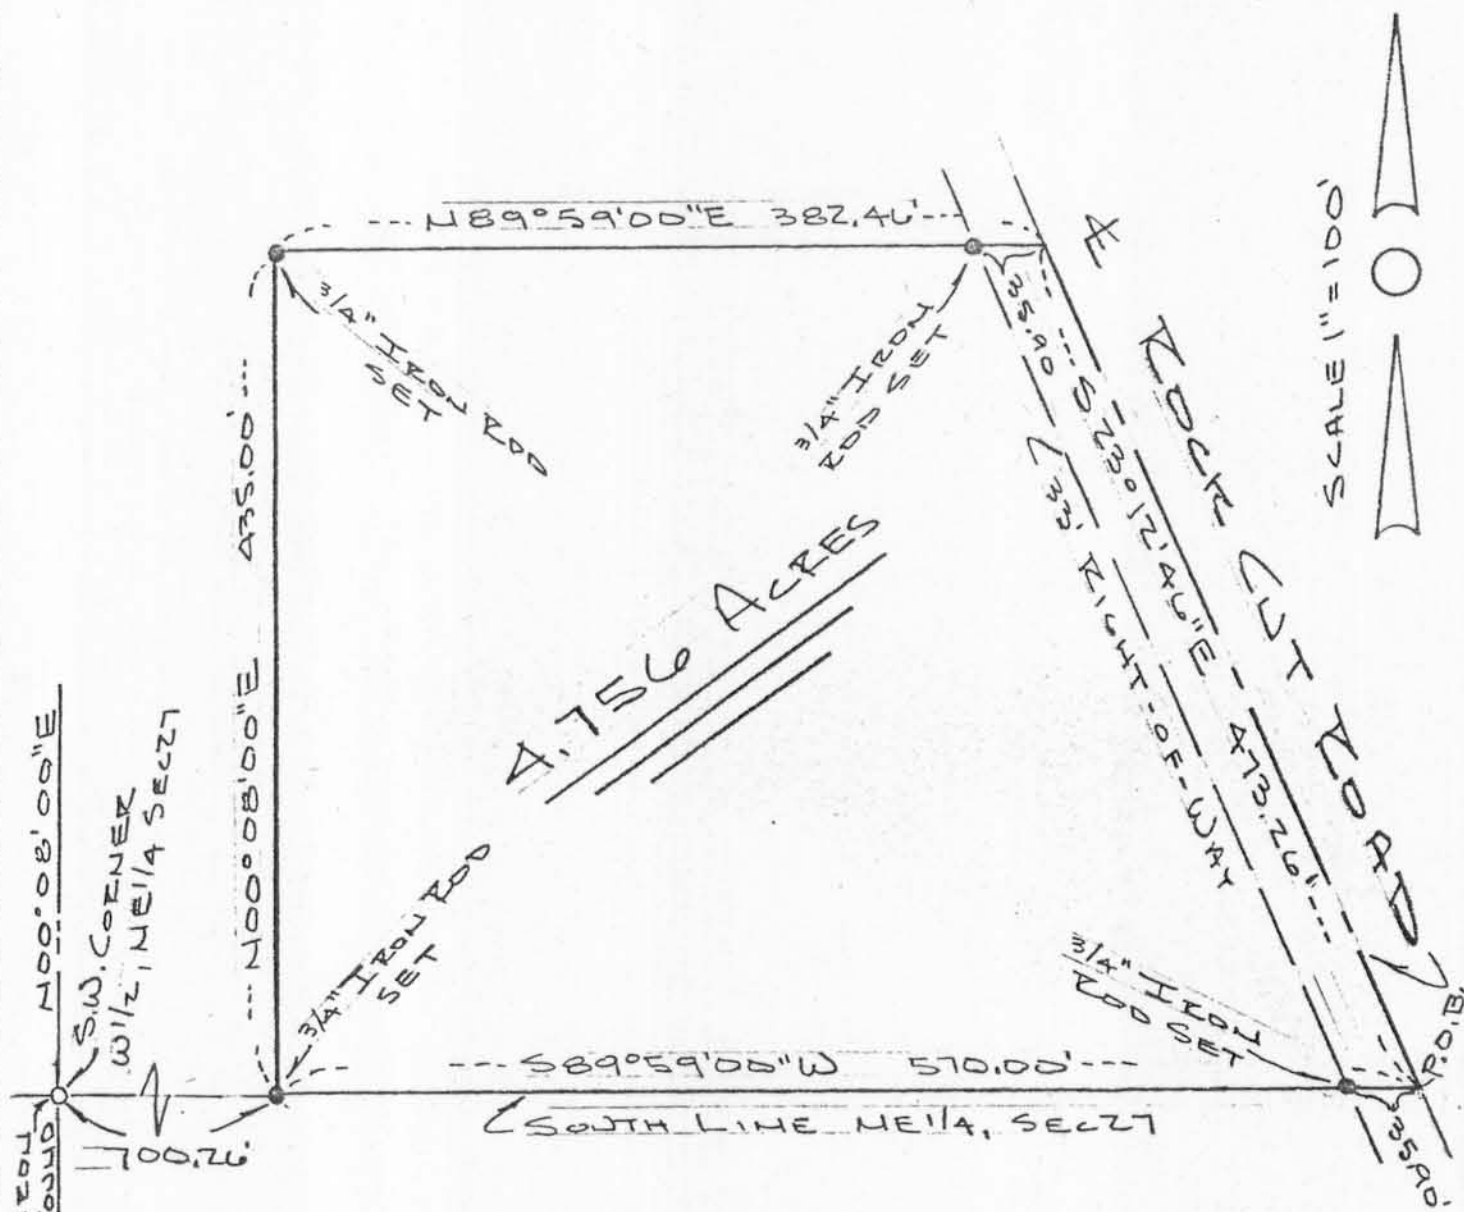 N89°59'00"E 382.46'
SCALE 1"=100'
3/4" IRON ROD
SET
3/4" IRON
ROD SET
35.90
S23°12'46"E 473.26'
ROCK CUT ROAD
33' RIGHT-OF-WAY
435.00'
N00°08'00"E
4.756 ACRES
N00°08'00"E
S.W. CORNER
W1/2, NE1/4 SEC27
3/4" IRON ROD
SET
3/4" IRON
ROD SET
P.O.B.
S89°59'00"W 570.00'
SOUTH LINE NE1/4, SEC27
700.26'
35.90'